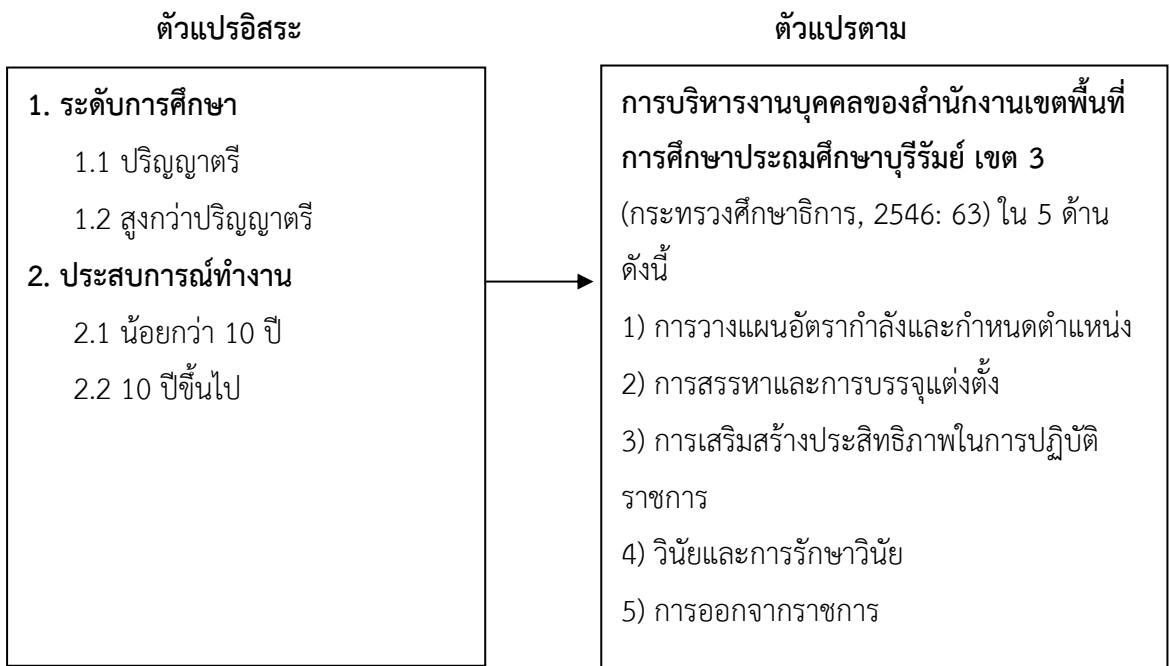 ตัวแปรอิสระ
ตัวแปรตาม
1. ระดับการศึกษา
1.1 ปริญญาตรี
1.2 สูงกว่าปริญญาตรี
2. ประสบการณ์ทำงาน
2.1 น้อยกว่า 10 ปี
2.2 10 ปีขึ้นไป
การบริหารงานบุคคลของสำนักงานเขตพื้นที่
การศึกษาประถมศึกษาบุรีรัมย์ เขต 3
(กระทรวงศึกษาธิการ, 2546: 63) ใน 5 ด้าน
ดังนี้
1) การวางแผนอัตรากำลังและกำหนดตำแหน่ง
2) การสรรหาและการบรรจุแต่งตั้ง
3) การเสริมสร้างประสิทธิภาพในการปฏิบัติ
ราชการ
4) วินัยและการรักษาวินัย
5) การออกจากราชการ